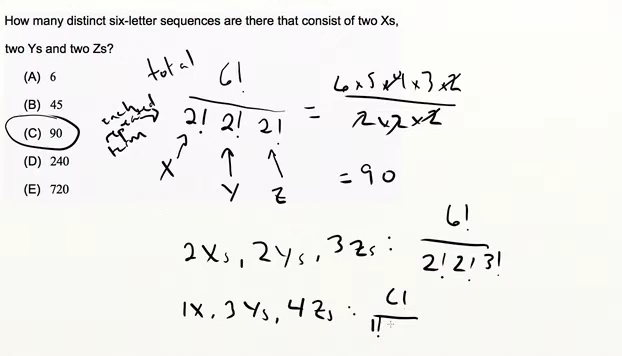 How many distinct six-letter sequences are there that consist of two Xs,
two Ys and two Zs?
(A) 6
(B) 45
(C) 90
(D) 240
(E) 720
total
6!
2! 2! 2!
X
Y
Z
= 6 x 5 x 4 x 3 x 2
2 x 2 x 2
= 90
2Xs, 2Ys, 3Zs : 6!
2! 2! 3!
1X, 3Ys, 4Zs :
1!